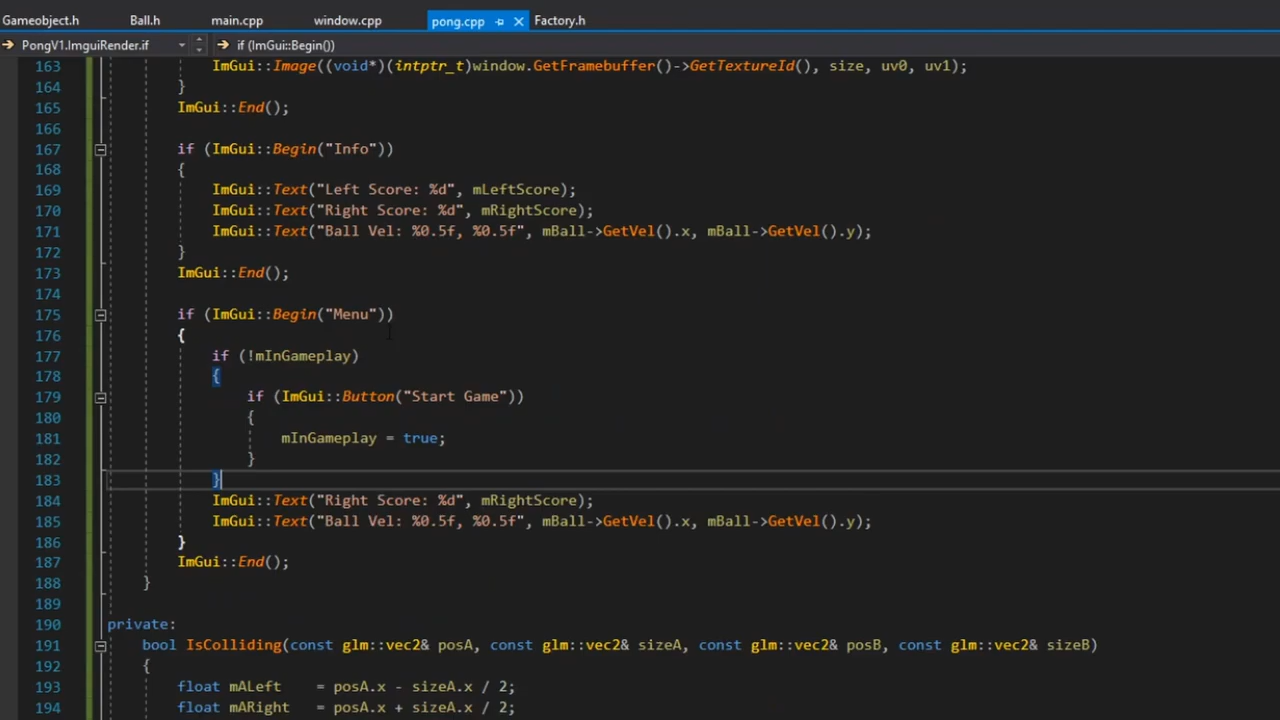 Gameobject.h Ball.h main.cpp window.cpp pong.cpp Factory.h
PongV1.ImguiRender.if if (ImGui::Begin())
163 ImGui::Image((void*)(intptr_t)window.GetFramebuffer()->GetTextureId(), size, uv0, uv1);
164 }
165 ImGui::End();
166
167 if (ImGui::Begin("Info"))
168 {
169 ImGui::Text("Left Score: %d", mLeftScore);
170 ImGui::Text("Right Score: %d", mRightScore);
171 ImGui::Text("Ball Vel: %0.5f, %0.5f", mBall->GetVel().x, mBall->GetVel().y);
172 }
173 ImGui::End();
174
175 if (ImGui::Begin("Menu"))
176 {
177 if (!mInGameplay)
178 {
179 if (ImGui::Button("Start Game"))
180 {
181 mInGameplay = true;
182 }
183 }
184 ImGui::Text("Right Score: %d", mRightScore);
185 ImGui::Text("Ball Vel: %0.5f, %0.5f", mBall->GetVel().x, mBall->GetVel().y);
186 }
187 ImGui::End();
188 }
189
190 private:
191 bool IsColliding(const glm::vec2& posA, const glm::vec2& sizeA, const glm::vec2& posB, const glm::vec2& sizeB)
192 {
193 float mALeft = posA.x - sizeA.x / 2;
194 float mARight = posA.x + sizeA.x / 2;